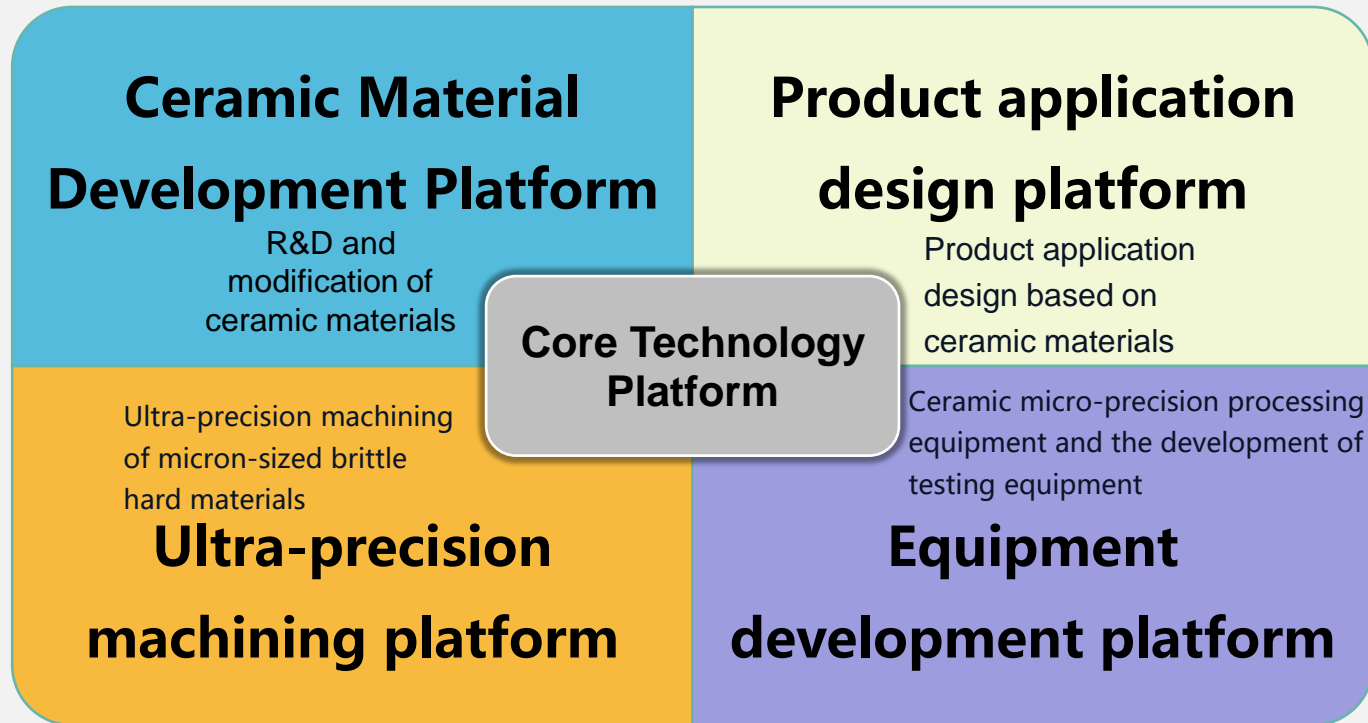 Ceramic Material
Development Platform
R&D and
modification of
ceramic materials
Product application
design platform
Product application
design based on
ceramic materials
Core Technology
Platform
Ultra-precision machining
of micron-sized brittle
hard materials
Ultra-precision
machining platform
Ceramic micro-precision processing
equipment and the development of
testing equipment
Equipment
development platform